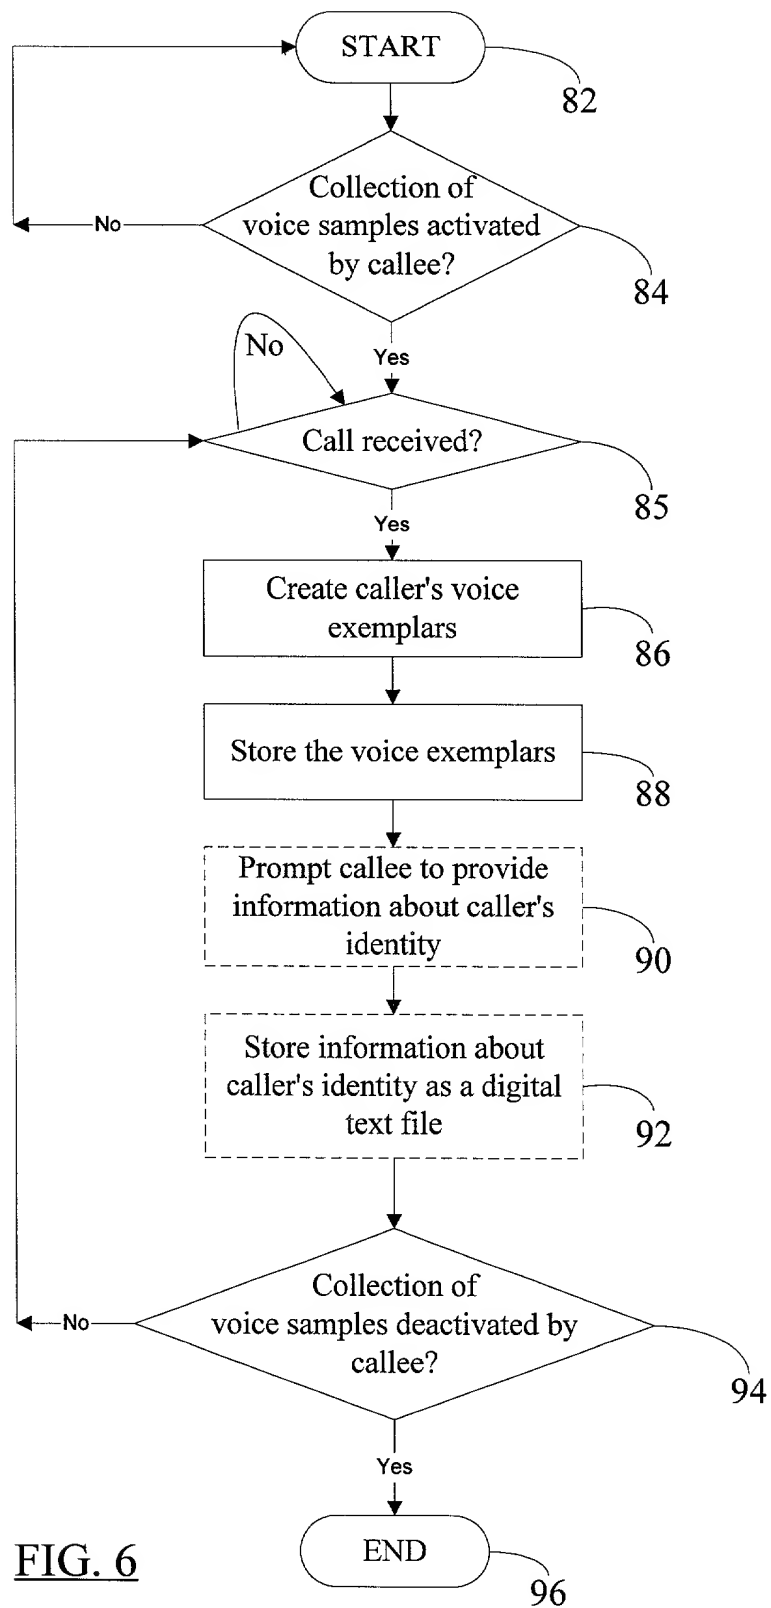 START
82
Collection of
voice samples activated
by callee?
No
84
Yes
No
Call received?
85
Yes
Create caller's voice
exemplars
86
Store the voice exemplars
88
Prompt callee to provide
information about caller's
identity
90
Store information about
caller's identity as a digital
text file
92
Collection of
voice samples deactivated by
callee?
No
94
Yes
END
96
FIG. 6